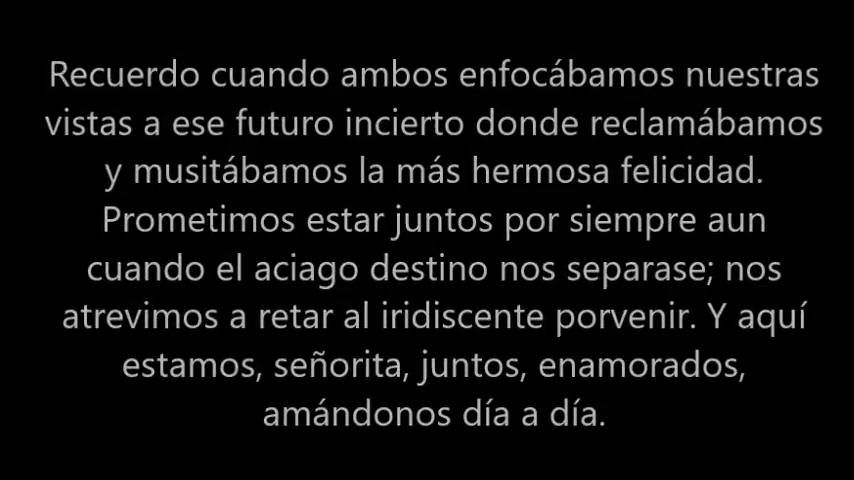 Recuerdo cuando ambos enfocábamos nuestras
vistas a ese futuro incierto donde reclamábamos
y musitábamos la más hermosa felicidad.
Prometimos estar juntos por siempre aun
cuando el aciago destino nos separase; nos
atrevimos a retar al iridiscente porvenir. Y aquí
estamos, señorita, juntos, enamorados,
amándonos día a día.